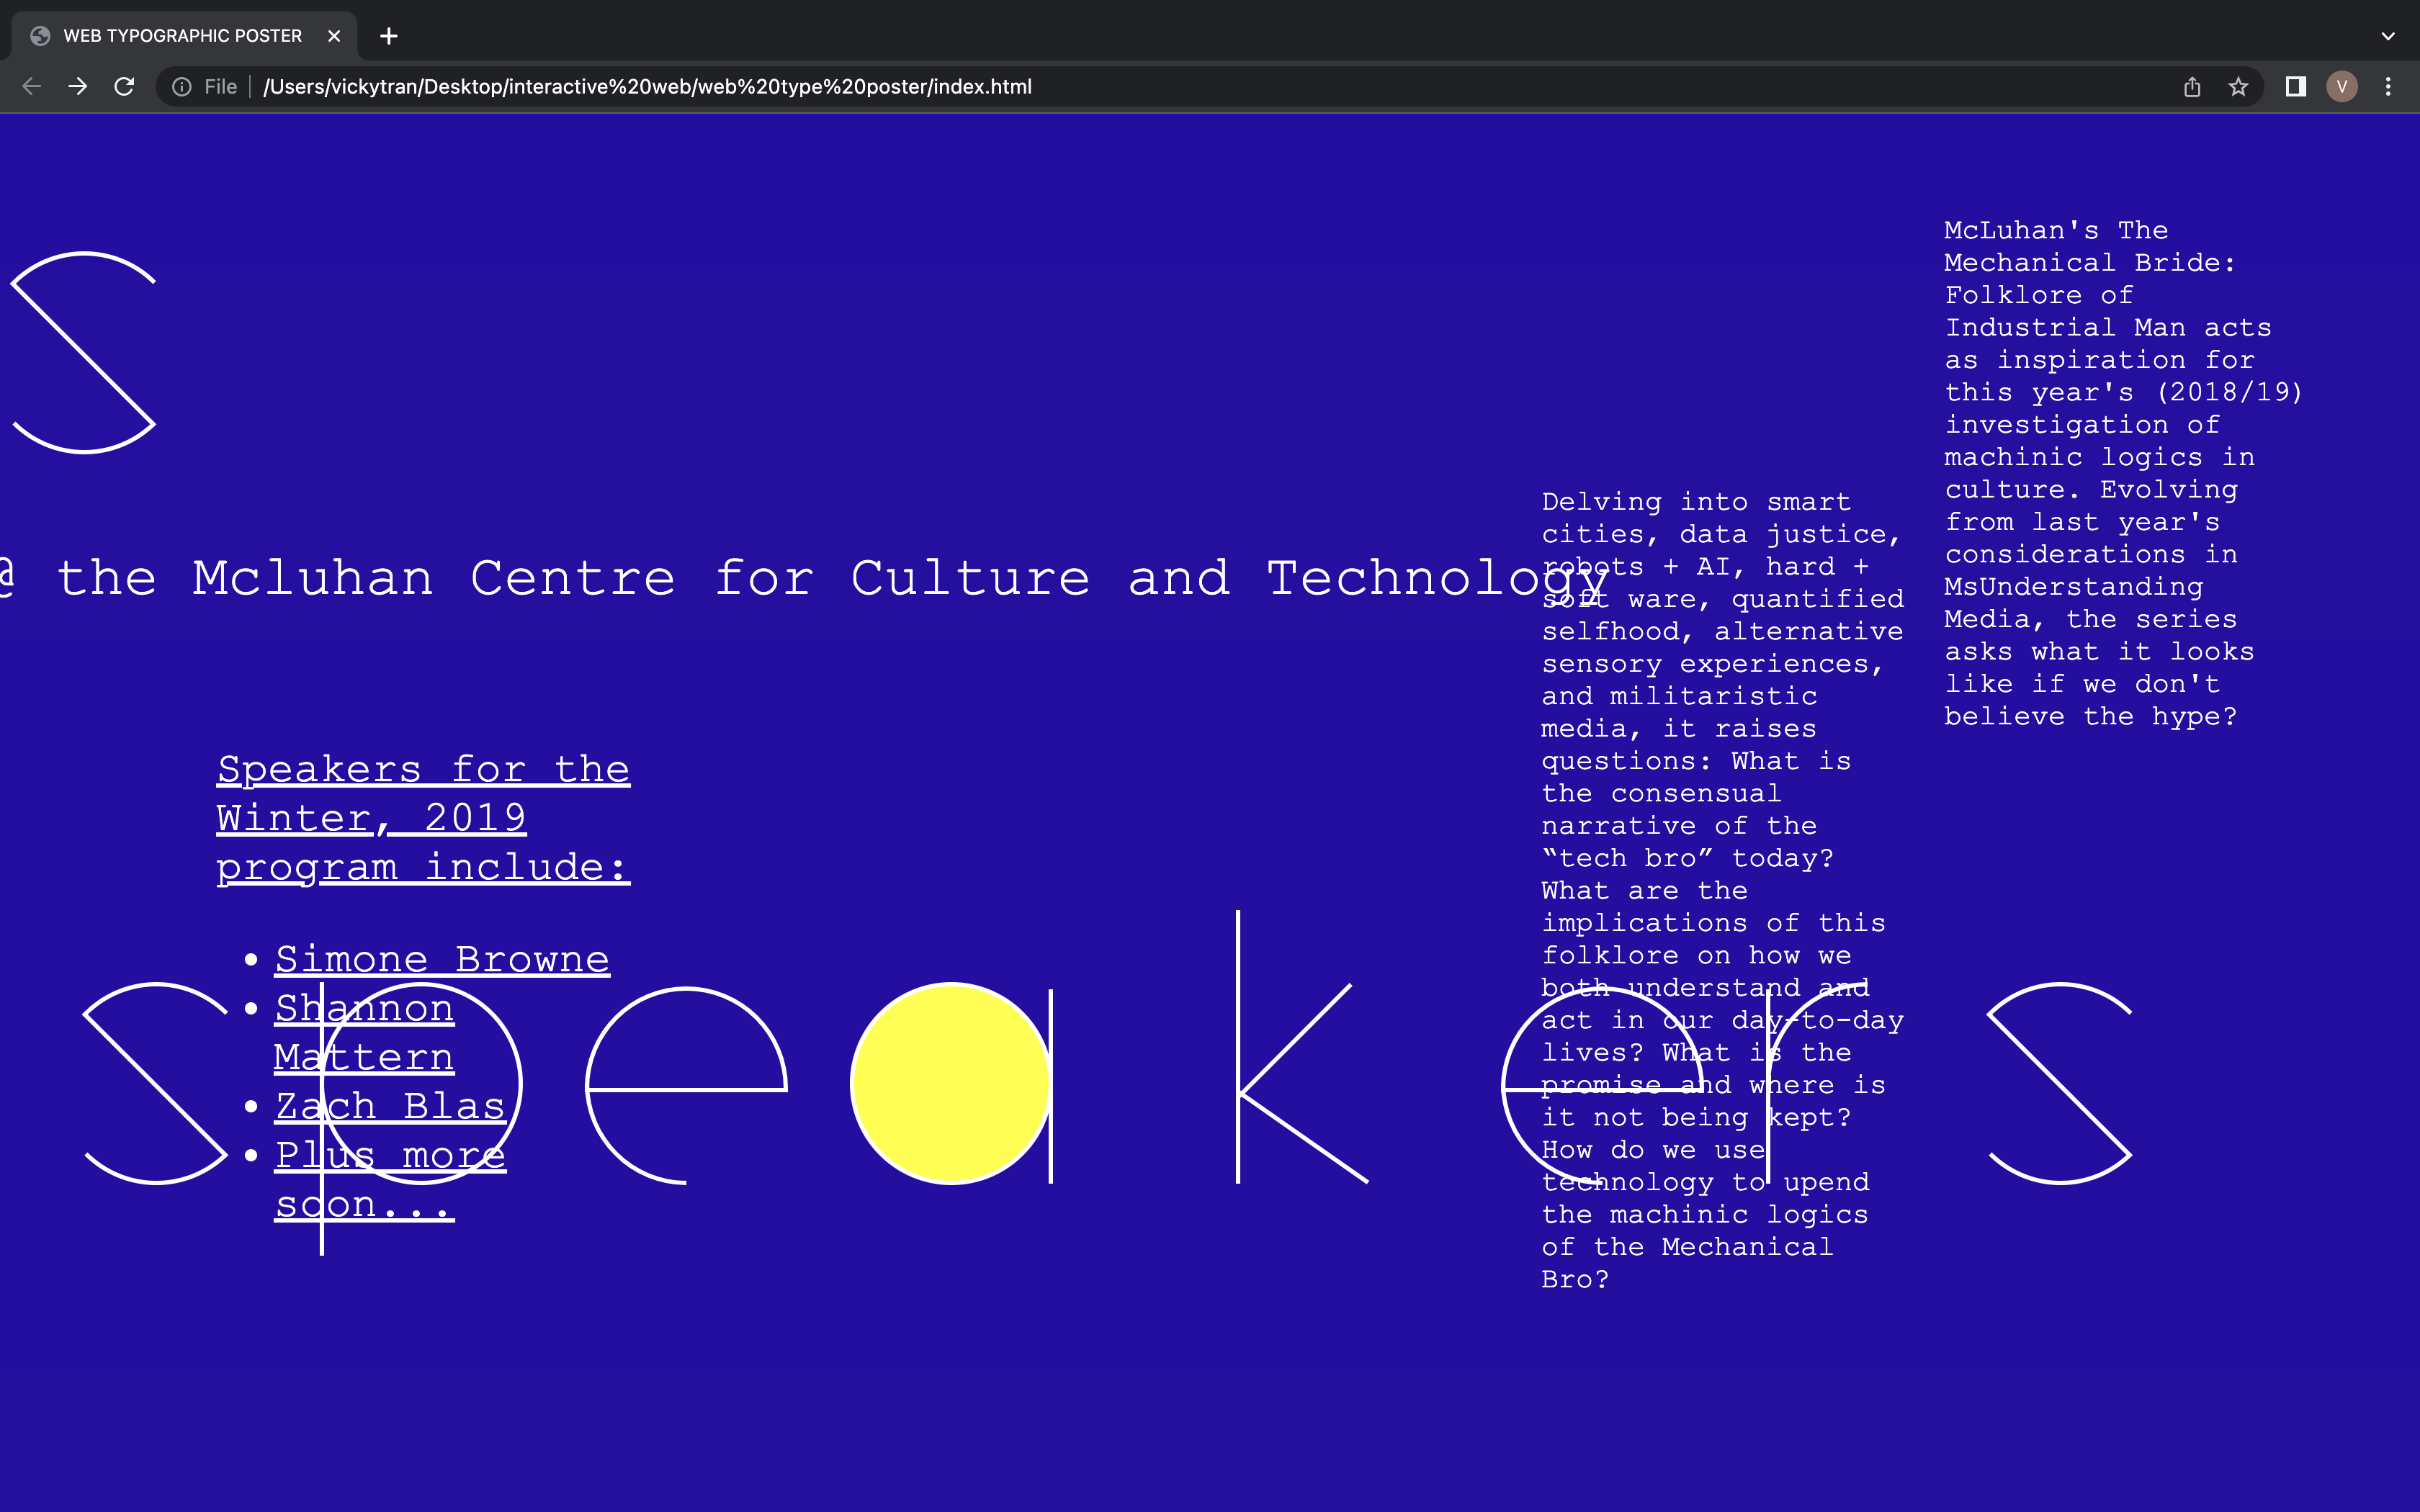 WEB TYPOGRAPHIC POSTER
File
/Users/vickytran/Desktop/interactive%20web/web%20type%20poster/index.html
V
s
@ the Mcluhan Centre for Culture and Technology
McLuhan's The
Mechanical Bride:
Folklore of
Industrial Man acts
as inspiration for
this year's (2018/19)
investigation of
machinic logics in
culture. Evolving
from last year's
considerations in
MsUnderstanding
Media, the series
asks what it looks
like if we don't
believe the hype?
Delving into smart
cities, data justice,
robots + AI, hard +
soft ware, quantified
selfhood, alternative
sensory experiences,
and militaristic
media, it raises
questions: What is
the consensual
narrative of the
“tech bro” today?
What are the
implications of this
folklore on how we
both understand and
act in our day-to-day
lives? What is the
promise and where is
it not being kept?
How do we use
technology to upend
the machinic logics
of the Mechanical
Bro?
Speakers for the
Winter, 2019
program include:
• Simone Browne
• Shannon
Mattern
• Zach Blas
• Plus more
soon...
speakers